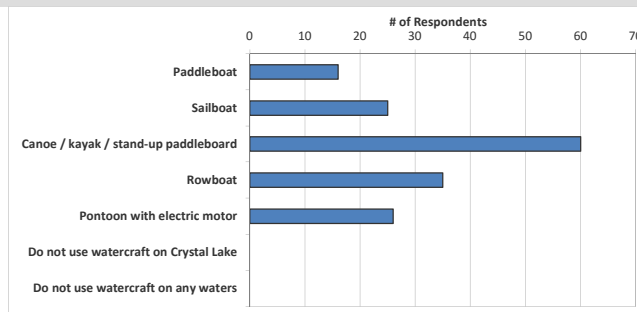 # of Respondents
0 10 20 30 40 50 60 70
Paddleboat
Sailboat
Canoe / kayak / stand-up paddleboard
Rowboat
Pontoon with electric motor
Do not use watercraft on Crystal Lake
Do not use watercraft on any waters